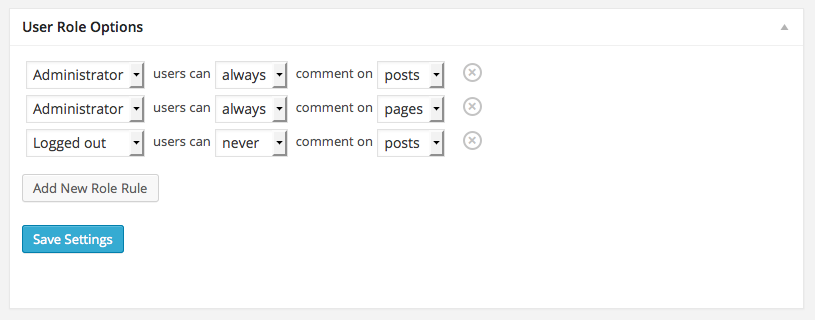 User Role Options
Administrator users can always comment on posts
Administrator users can always comment on pages
Logged out users can never comment on posts
Add New Role Rule
Save Settings